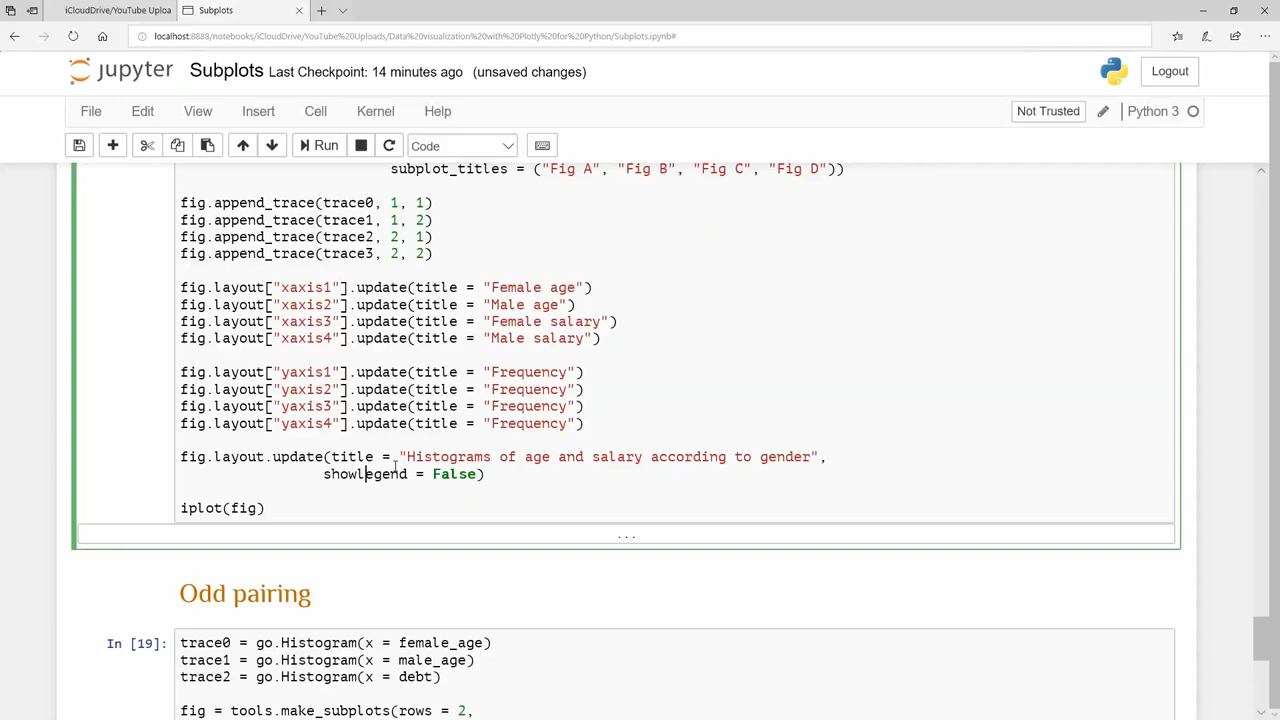 iCloudDrive/YouTube Uploa
Subplots
localhost:8888/notebooks/iCloudDrive/YouTube%20Uploads/Data%20visualization%20with%20Plotly%20for%20Python/Subplots.ipynb#
jupyter Subplots Last Checkpoint: 14 minutes ago (unsaved changes)
Logout
File Edit View Insert Cell Kernel Help
Not Trusted
Python 3
Run
Code
subplot_titles = ("Fig A", "Fig B", "Fig C", "Fig D"))
fig.append_trace(trace0, 1, 1)
fig.append_trace(trace1, 1, 2)
fig.append_trace(trace2, 2, 1)
fig.append_trace(trace3, 2, 2)
fig.layout["xaxis1"].update(title = "Female age")
fig.layout["xaxis2"].update(title = "Male age")
fig.layout["xaxis3"].update(title = "Female salary")
fig.layout["xaxis4"].update(title = "Male salary")
fig.layout["yaxis1"].update(title = "Frequency")
fig.layout["yaxis2"].update(title = "Frequency")
fig.layout["yaxis3"].update(title = "Frequency")
fig.layout["yaxis4"].update(title = "Frequency")
fig.layout.update(title = "Histograms of age and salary according to gender",
showlegend = False)
iplot(fig)
...
Odd pairing
In [19]:
trace0 = go.Histogram(x = female_age)
trace1 = go.Histogram(x = male_age)
trace2 = go.Histogram(x = debt)
fig = tools.make_subplots(rows = 2,